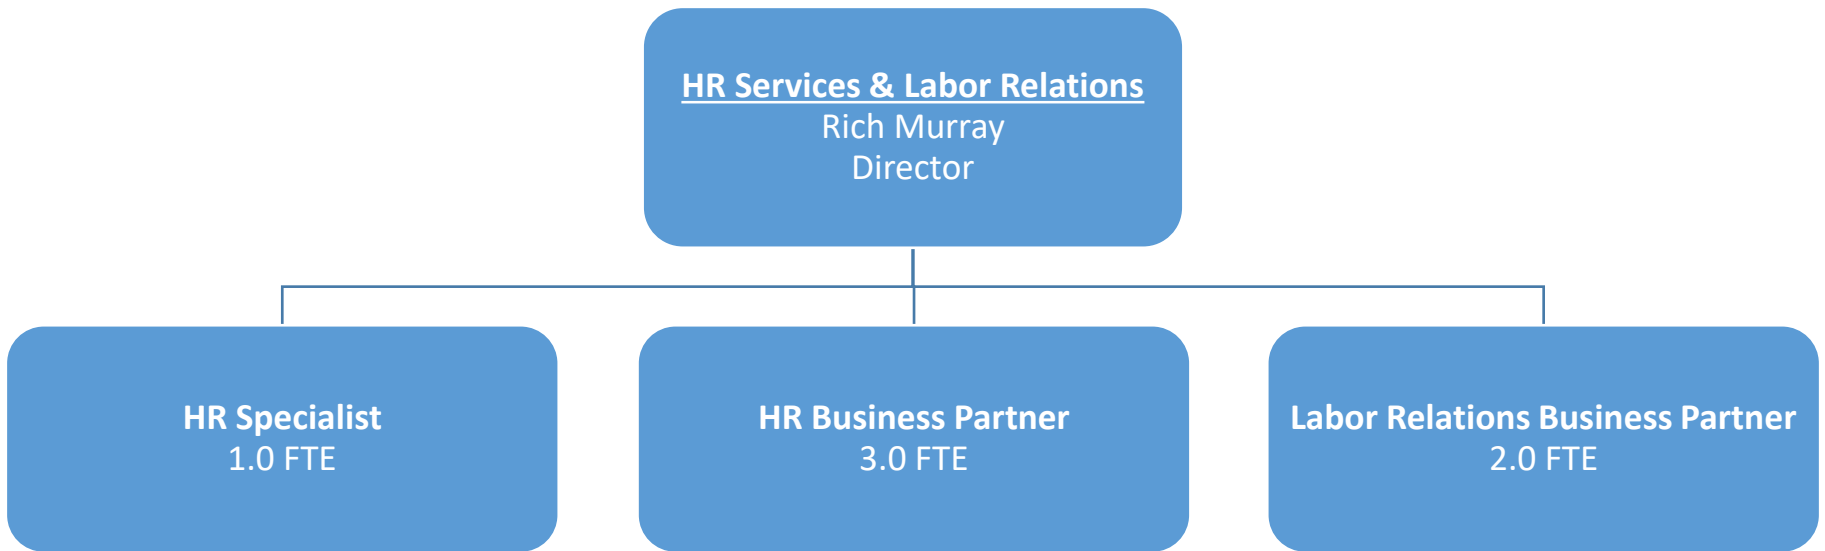 HR Services & Labor Relations
Rich Murray
Director
HR Specialist
1.0 FTE
HR Business Partner
3.0 FTE
Labor Relations Business Partner
2.0 FTE